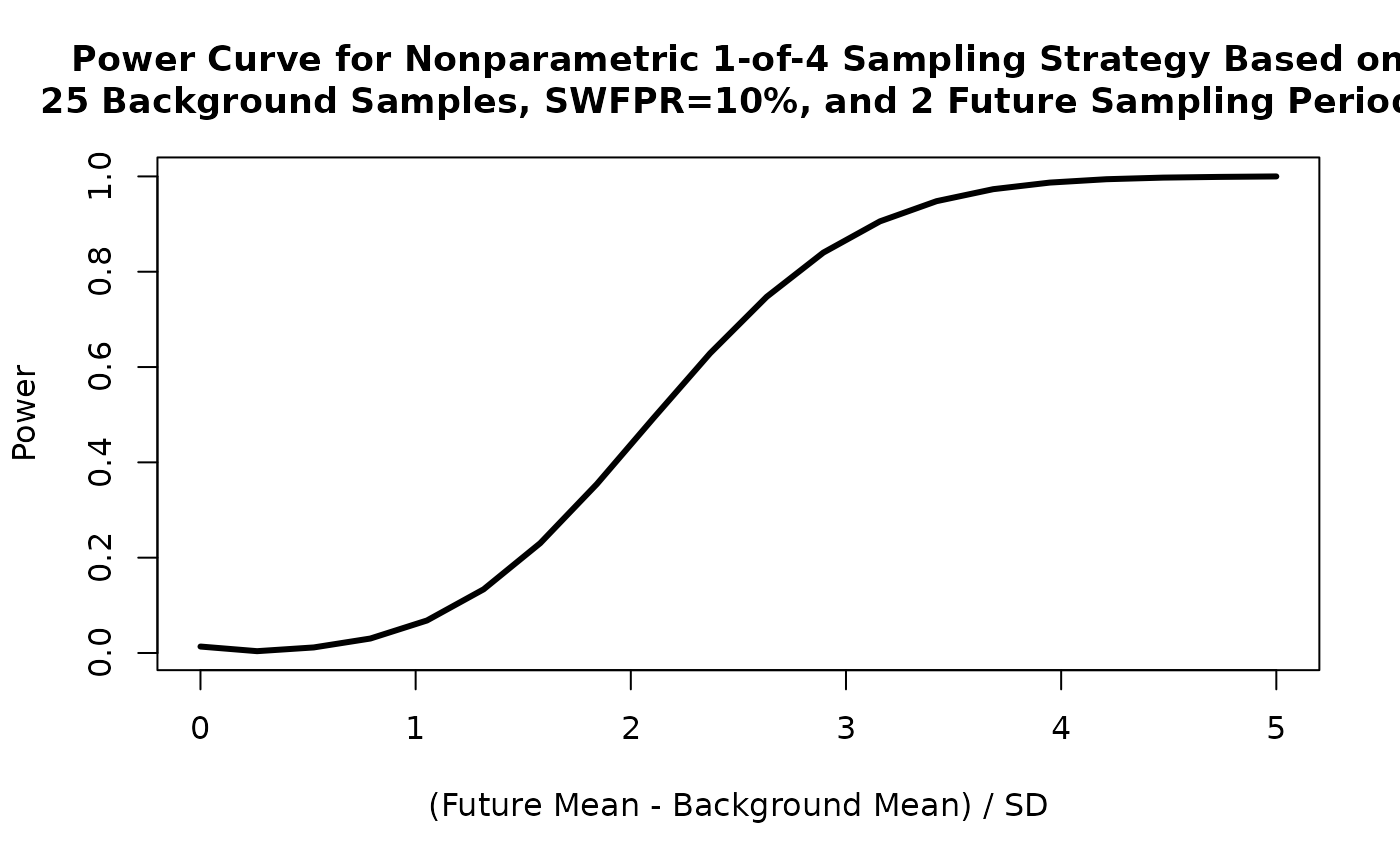 Power Curve for Nonparametric 1-of-4 Sampling Strategy Based on
25 Background Samples, SWFPR=10%, and 2 Future Sampling
Power
1.0
0.8
0.6
0.4
0.2
0.0
0 1 2 3 4 5
(Future Mean - Background Mean) / SD